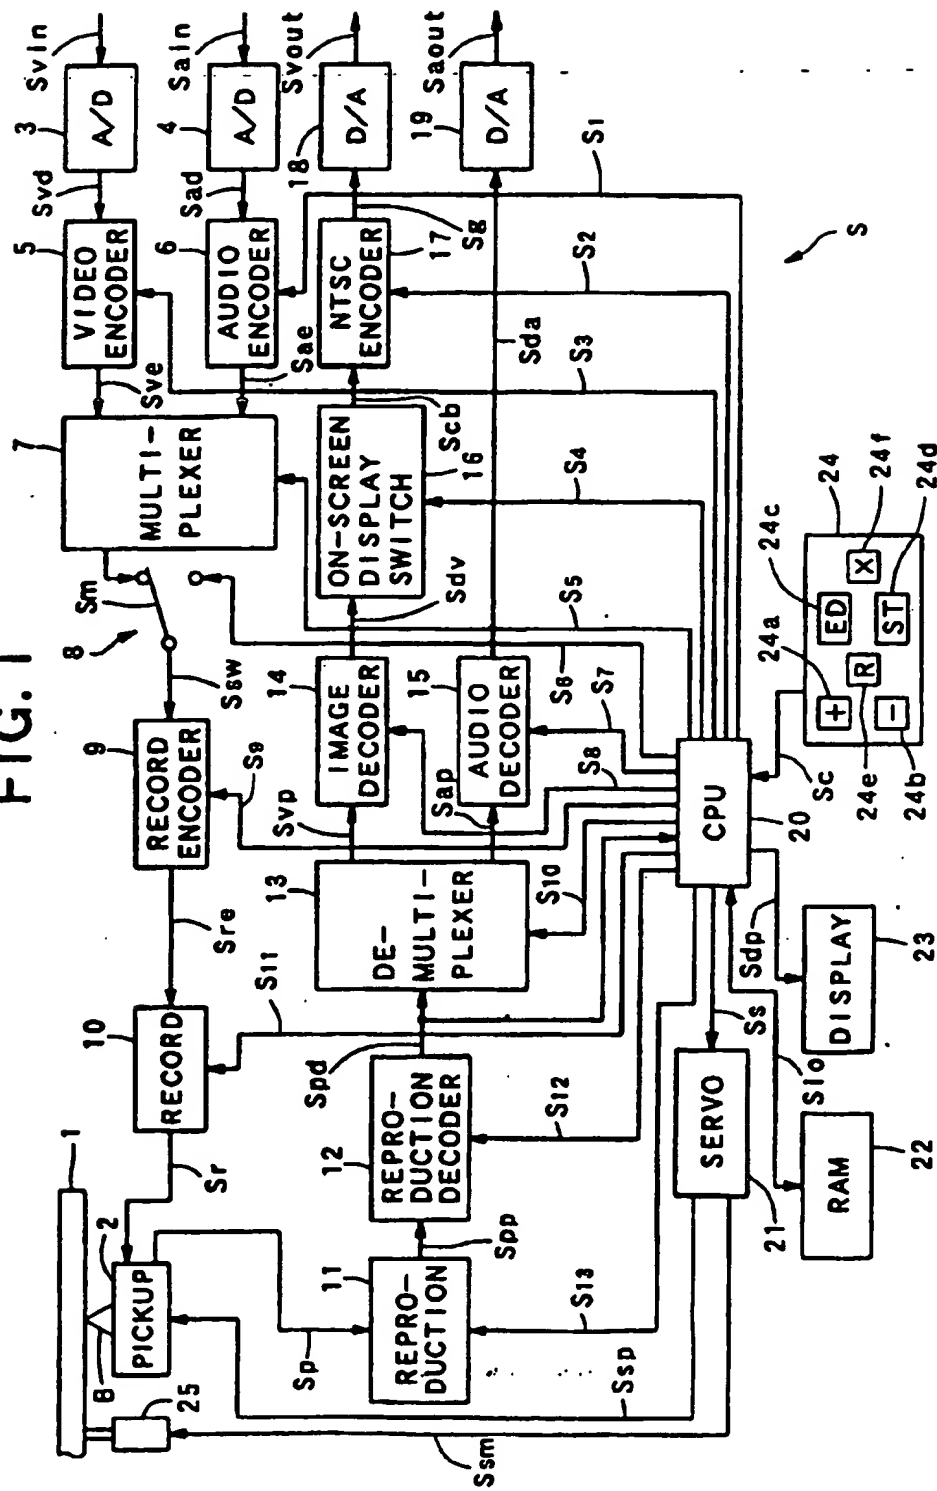 FIG.1
1
2
PICKUP
B
25
Sr
10
RECORD
Sre
S11
9
RECORD
ENCODER
S9
Ssw
8
Sm
7
MULTI-
PLEXER
Sve
5
VIDEO
ENCODER
Svd
3
A/D
Svin
Sae
6
AUDIO
ENCODER
Sad
4
A/D
Sain
Sp
11
REPRO-
DUCTION
Spp
12
REPRO-
DUCTION
DECODER
Spd
13
DE-
MULTI-
PLEXER
Svp
14
IMAGE
DECODER
Sdv
ON-SCREEN
DISPLAY
SWITCH
16
Scb
NTSC
ENCODER
17
Sg
18
D/A
Svout
Sap
15
AUDIO
DECODER
Sda
19
D/A
Saout
S1
S2
S3
S4
S5
S6
S7
S8
S10
S12
S13
Ssp
Ssm
SERVO
21
Ss
CPU
20
Sdp
Sio
RAM
22
DISPLAY
23
Sc
24
24a
24b
24c
24d
24e
24f
+
-
R
ED
ST
X
S